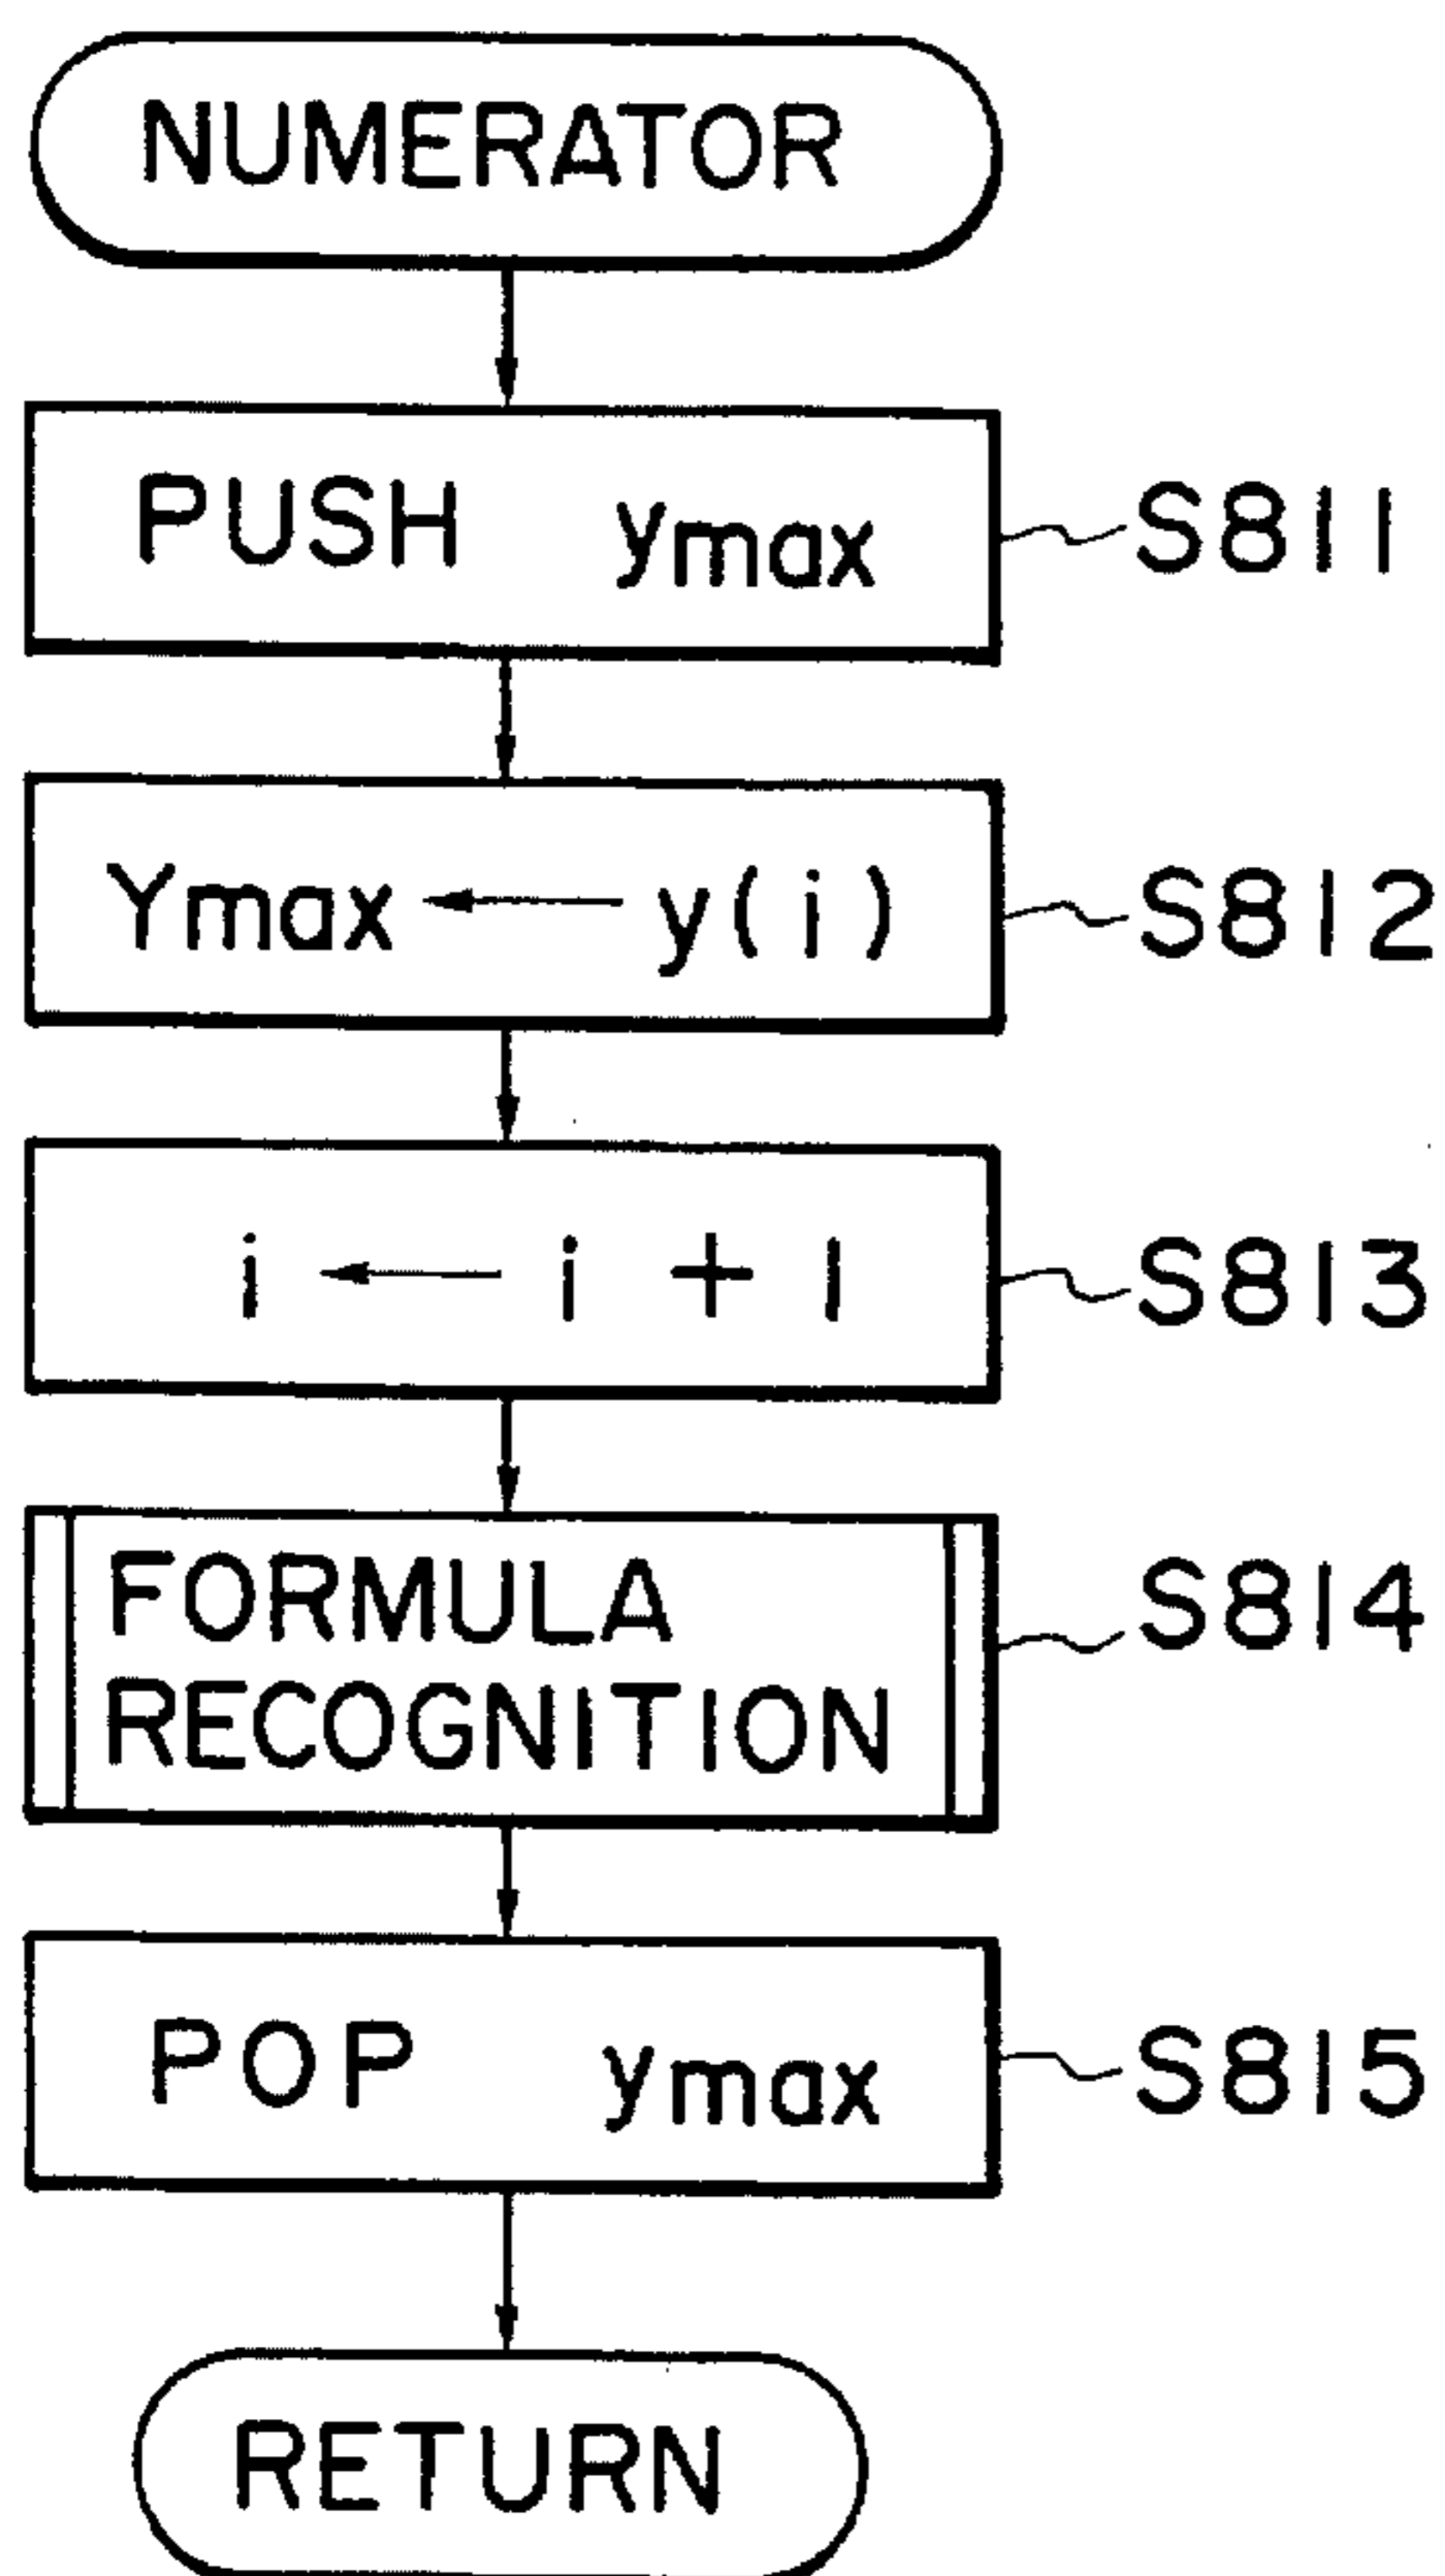 NUMERATOR
PUSH ymax S811
Ymax ← y(i) S812
i ← i + 1 S813
FORMULA S814
RECOGNITION
POP ymax S815
RETURN